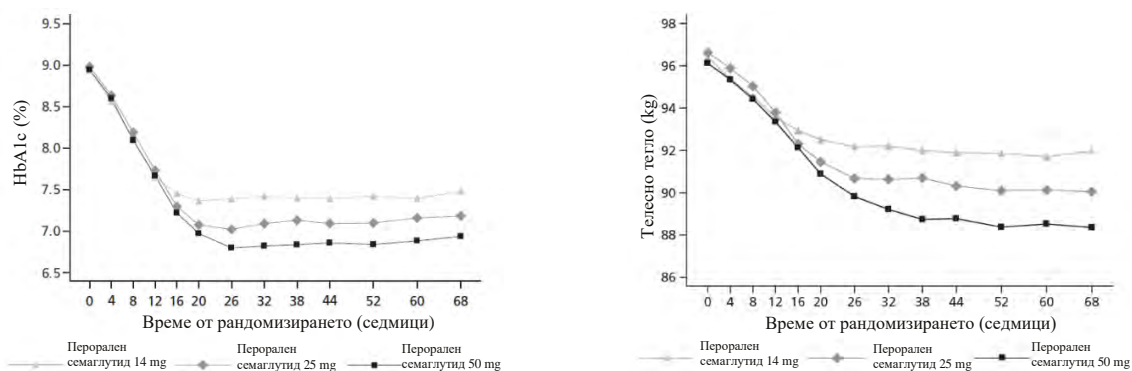 9.5
9.0
8.5
8.0
7.5
7.0
6.5
HbA1c (%)
0 4 8 12 16 20 26 32 38 44 52 60 68
Време от рандомизирането (седмици)
Перорален
семаглутид 14 mg
Перорален
семаглутид 25 mg
Перорален
семаглутид 50 mg
98
96
94
92
90
88
86
Телесно тегло (kg)
0 4 8 12 16 20 26 32 38 44 52 60 68
Време от рандомизирането (седмици)
Перорален
семаглутид 14 mg
Перорален
семаглутид 25 mg
Перорален
семаглутид 50 mg